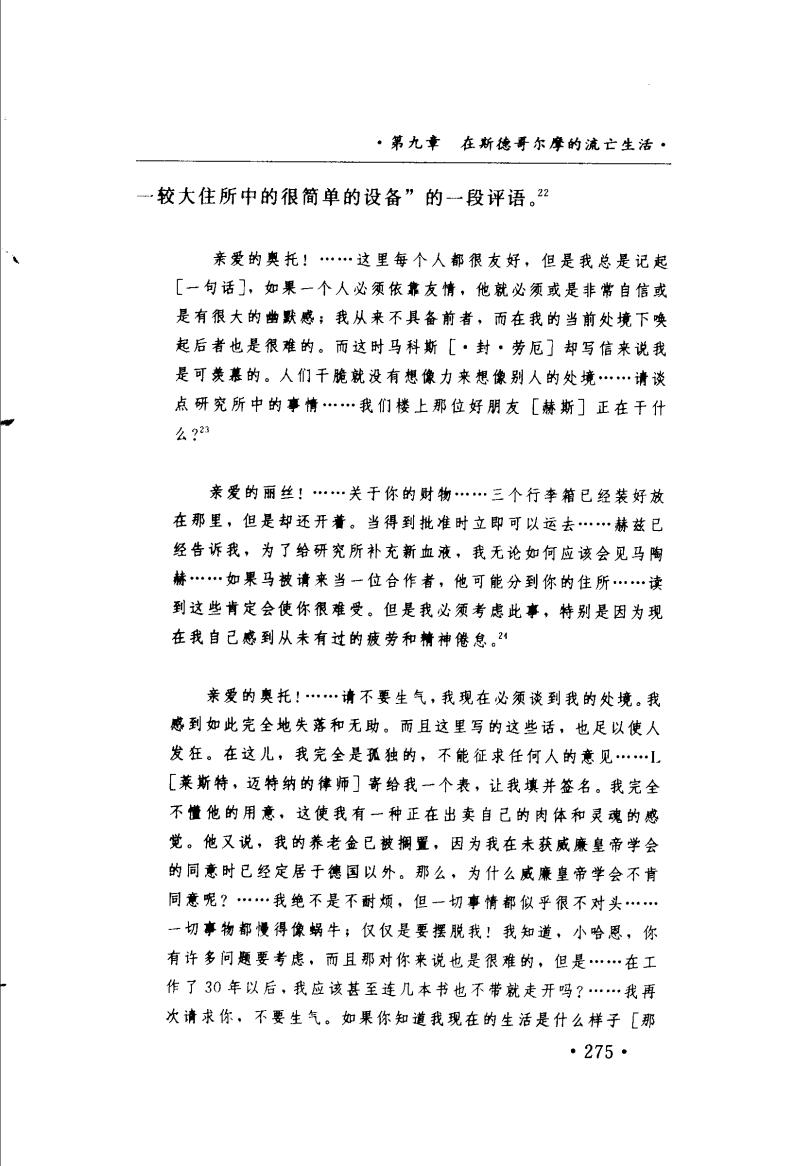 ·第九章 在斯德哥尔摩的流亡生活·
一较大住所中的很简单的设备”的一段评语。22
亲爱的奥托！……这里每个人都很友好，但是我总是记起
[一句话]，如果一个人必须依靠友情，他就必须或是非常自信或
是有很大的幽默感；我从来不具备前者，而在我的当前处境下唤
起后者也是很难的。而这时马科斯［·封·劳厄］却写信来说我
是可羡慕的。人们干脆就没有想像力来想像别人的处境……请谈
点研究所中的事情……我们楼上那位好朋友［赫斯］正在干什
么？23
亲爱的丽丝！……关于你的财物……三个行李箱已经装好放
在那里，但是却还开着。当得到批准时立即可以运去……赫兹已
经告诉我，为了给研究所补充新血液，我无论如何应该会见马陶
赫……如果马被请来当一位合作者，他可能分到你的住所……读
到这些肯定会使你很难受。但是我必须考虑此事，特别是因为现
在我自己感到从未有过的疲劳和精神倦怠。24
亲爱的奥托！……请不要生气，我现在必须谈到我的处境。我
感到如此完全地失落和无助。而且这里写的这些话，也足以使人
发狂。在这儿，我完全是孤独的，不能征求任何人的意见……L
［莱斯特，迈特纳的律师］寄给我一个表，让我填并签名。我完全
不懂他的用意，这使我有一种正在出卖自己的肉体和灵魂的感
觉。他又说，我的养老金已被搁置，因为我在未获威廉皇帝学会
的同意时已经定居于德国以外。那么，为什么威廉皇帝学会不肯
同意呢？……我绝不是不耐烦，但一切事情都似乎很不对头……
一切事物都慢得像蜗牛；仅仅是要摆脱我！我知道，小哈恩，你
有许多问题要考虑，而且那对你来说也是很难的，但是……在工
作了30年以后，我应该甚至连几本书也不带就走开吗？……我再
次请求你，不要生气。如果你知道我现在的生活是什么样子［那
·275·